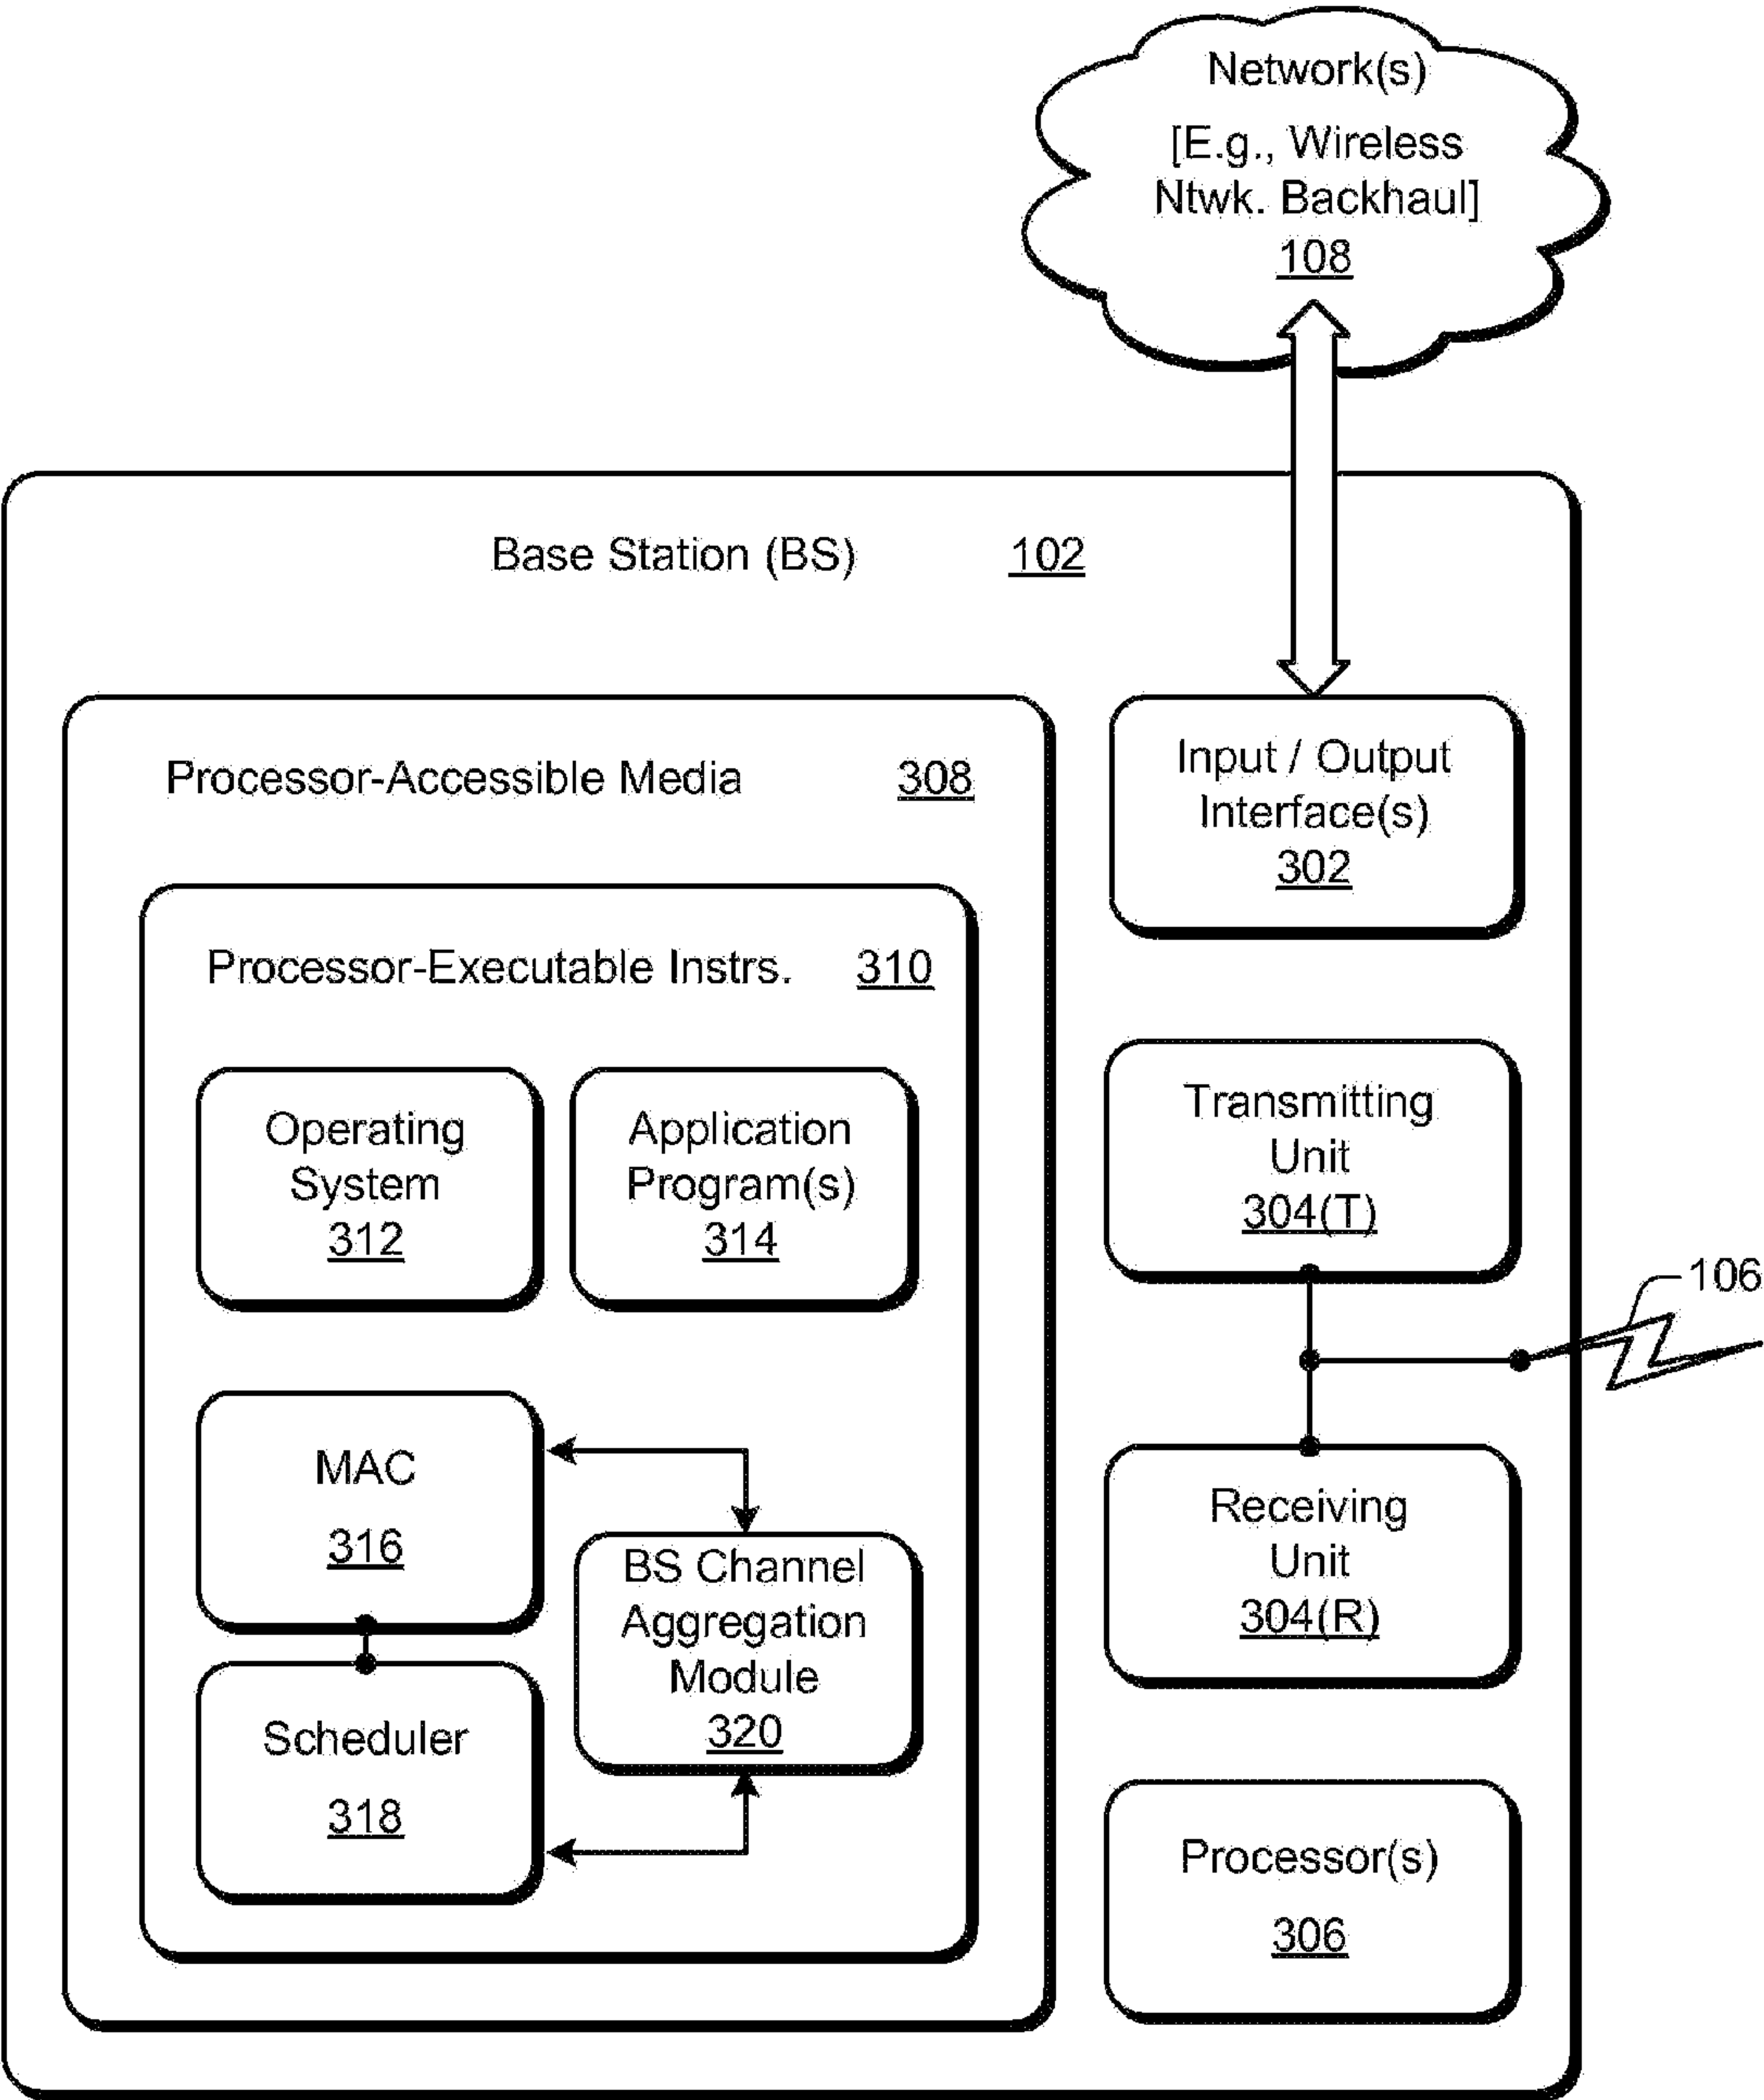 Network(s)
[E.g., Wireless
Ntwk. Backhaul]
108
Base Station (BS) 102
Processor-Accessible Media 308
Input / Output
Interface(s)
302
Processor-Executable Instrs. 310
Operating
System
312
Application
Program(s)
314
Transmitting
Unit
304(T)
106
MAC
316
BS Channel
Aggregation
Module
320
Receiving
Unit
304(R)
Scheduler
318
Processor(s)
306